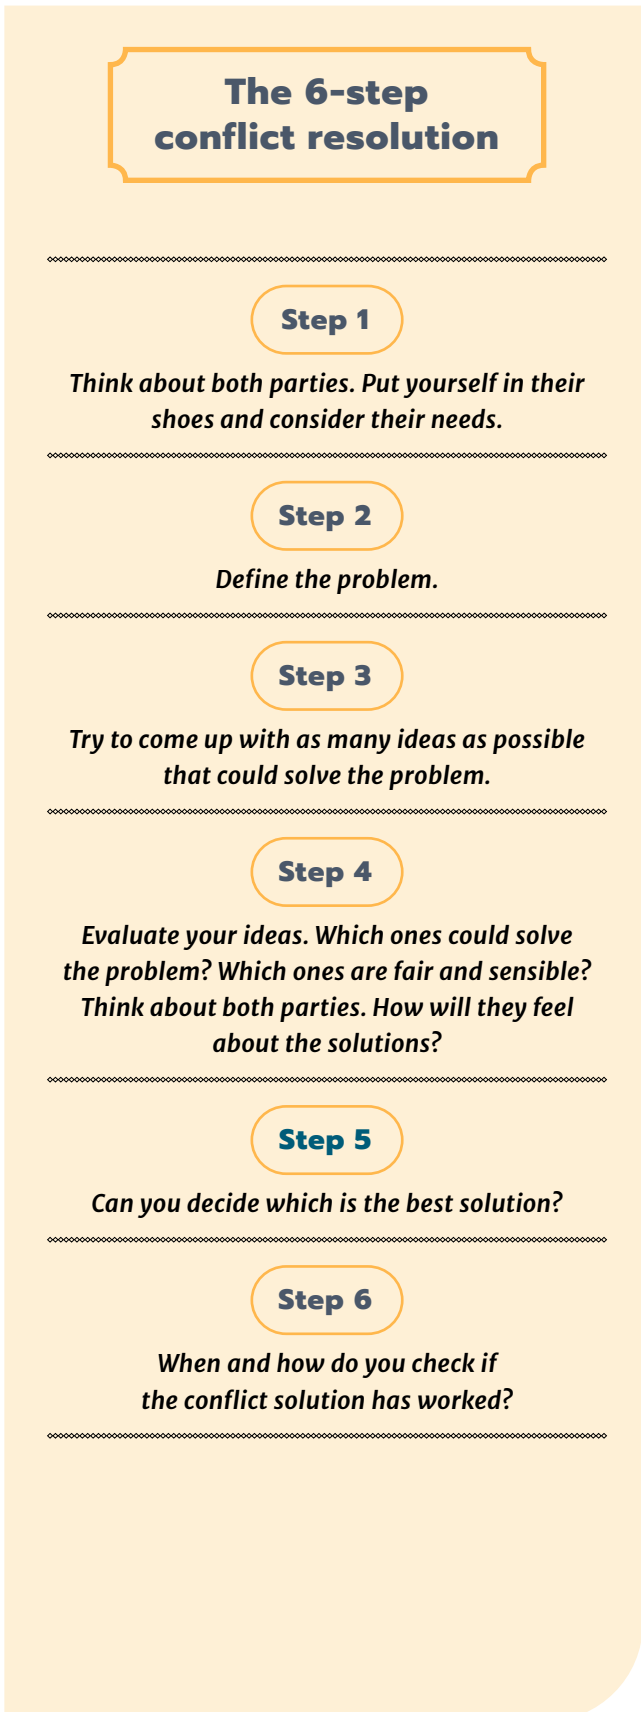 The 6-step
conflict resolution
Step 1
Think about both parties. Put yourself in their
shoes and consider their needs.
Step 2
Define the problem.
Step 3
Try to come up with as many ideas as possible
that could solve the problem.
Step 4
Evaluate your ideas. Which ones could solve
the problem? Which ones are fair and sensible?
Think about both parties. How will they feel
about the solutions?
Step 5
Can you decide which is the best solution?
Step 6
When and how do you check if
the conflict solution has worked?